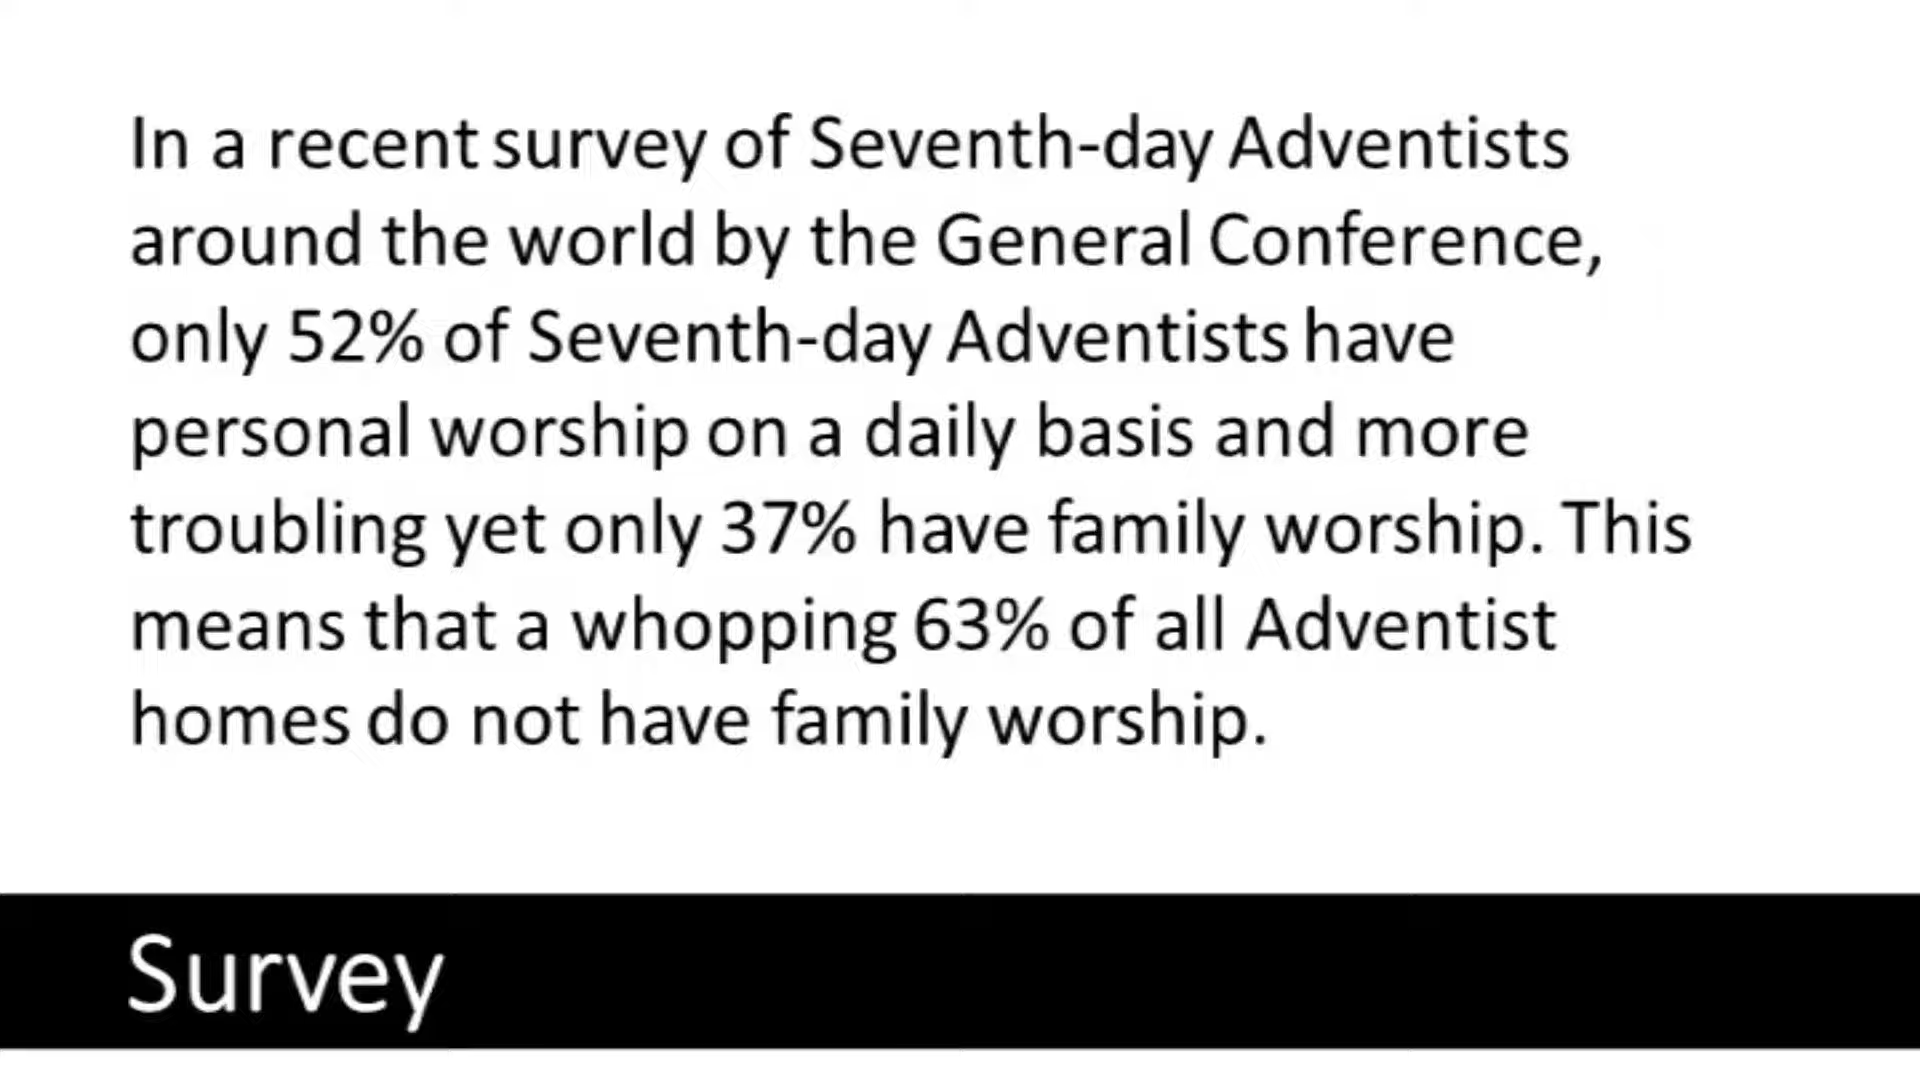 In a recent survey of Seventh-day Adventists
around the world by the General Conference,
only 52% of Seventh-day Adventists have
personal worship on a daily basis and more
troubling yet only 37% have family worship. This
means that a whopping 63% of all Adventist
homes do not have family worship.
Survey